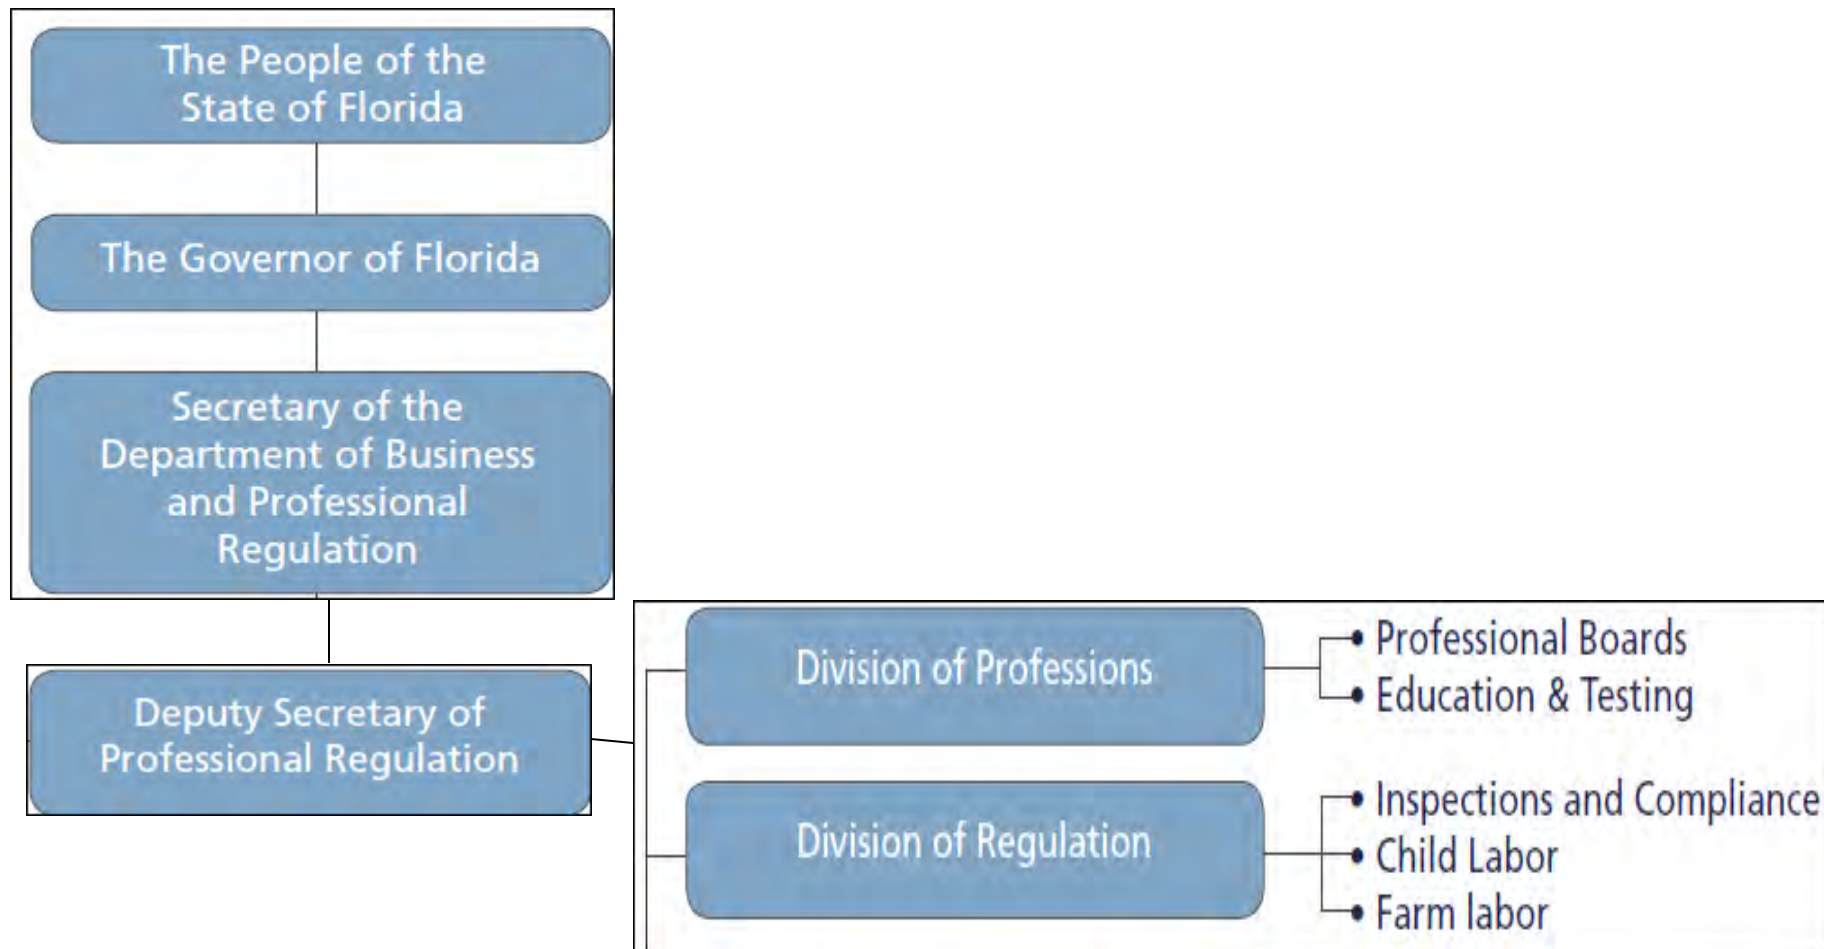 The People of the
State of Florida
The Governor of Florida
Secretary of the
Department of Business
and Professional
Regulation
Deputy Secretary of
Professional Regulation
Division of Professions
• Professional Boards
• Education & Testing
Division of Regulation
• Inspections and Compliance
• Child Labor
• Farm labor